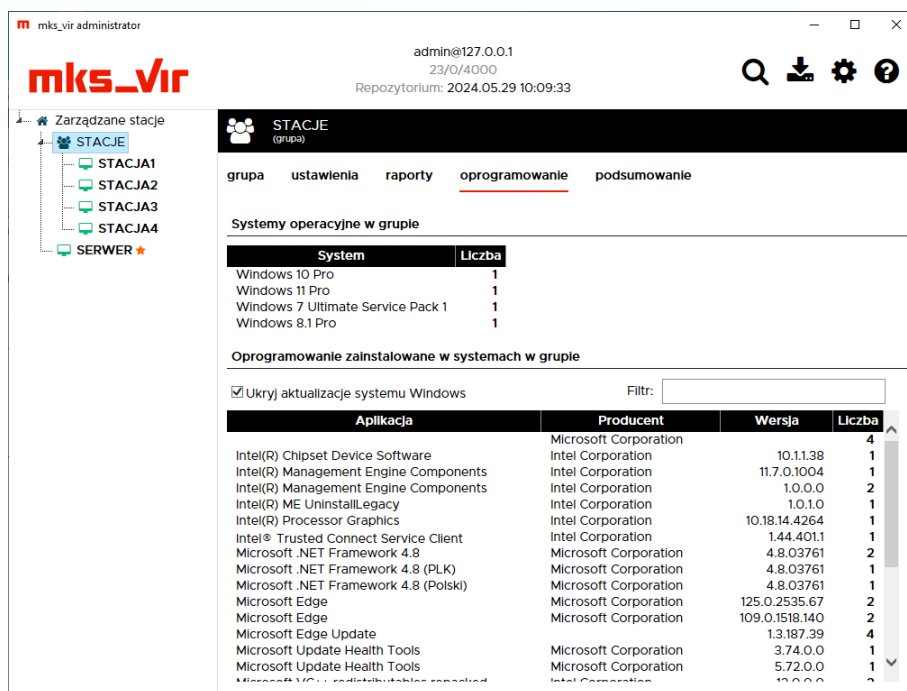 mks_vir administrator
mks_vir
admin@127.0.0.1
23/0/4000
Repozytorium: 2024.05.29 10:09:33
Zarządzane stacje
STACJE
STACJA1
STACJA2
STACJA3
STACJA4
SERWER
STACJE
(grupa)
grupa ustawienia raporty oprogramowanie podsumowanie
Systemy operacyjne w grupie
System Liczba
Windows 10 Pro 1
Windows 11 Pro 1
Windows 7 Ultimate Service Pack 1 1
Windows 8.1 Pro 1
Oprogramowanie zainstalowane w systemach w grupie
Ukryj aktualizacje systemu Windows Filtr:
Aplikacja Producent Wersja Liczba
Microsoft Corporation 4
Intel(R) Chipset Device Software Intel Corporation 10.1.1.38 1
Intel(R) Management Engine Components Intel Corporation 11.7.0.1004 1
Intel(R) Management Engine Components Intel Corporation 1.0.0.0 2
Intel(R) ME UninstallLegacy Intel Corporation 1.0.1.0 1
Intel(R) Processor Graphics Intel Corporation 10.18.14.4264 1
Intel® Trusted Connect Service Client Intel Corporation 1.44.401.1 1
Microsoft .NET Framework 4.8 Microsoft Corporation 4.8.03761 2
Microsoft .NET Framework 4.8 (PLK) Microsoft Corporation 4.8.03761 1
Microsoft .NET Framework 4.8 (Polski) Microsoft Corporation 4.8.03761 1
Microsoft Edge Microsoft Corporation 125.0.2535.67 2
Microsoft Edge Microsoft Corporation 109.0.1518.140 2
Microsoft Edge Update 1.3.187.39 4
Microsoft Update Health Tools Microsoft Corporation 3.74.0.0 1
Microsoft Update Health Tools Microsoft Corporation 5.72.0.0 1
Microsoft VC++ redistributables repacked Intel Corporation 12.0.0.0 2